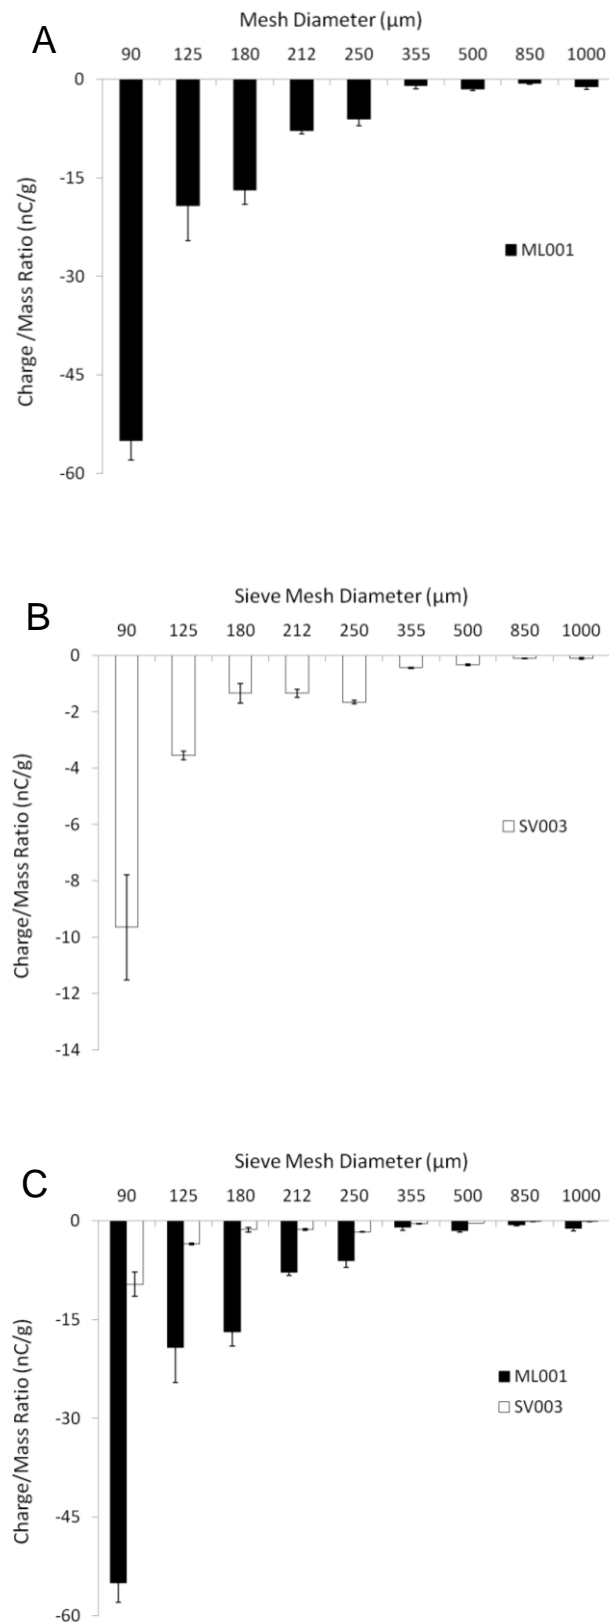 A
Mesh Diameter (µm)
90 125 180 212 250 355 500 850 1000
0
-15
-30
-45
-60
Charge /Mass Ratio (nC/g)
ML001
B
Sieve Mesh Diameter (µm)
90 125 180 212 250 355 500 850 1000
0
-2
-4
-6
-8
-10
-12
-14
Charge/Mass Ratio (nC/g)
SV003
C
Sieve Mesh Diameter (µm)
90 125 180 212 250 355 500 850 1000
0
-15
-30
-45
-60
Charge/Mass Ratio (nC/g)
ML001
SV003